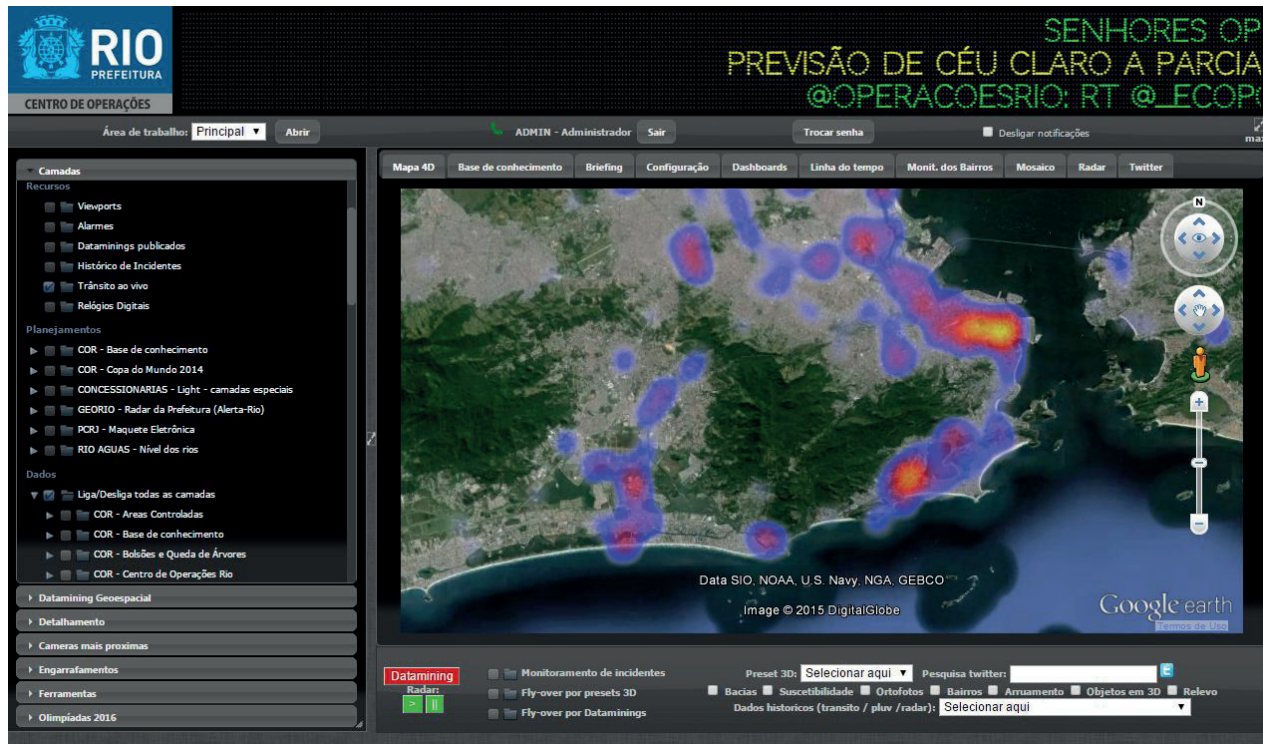 RIO
PREFEITURA
CENTRO DE OPERAÇÕES
SENHORES OP
PREVISÃO DE CÉU CLARO A PARCIA
@OPERACOESRIO: RT @_ECOP
Área de trabalho: Principal Abrir
ADMIN - Administrador Sair
Trocar senha
Desligar notificações
Camadas
Recursos
Viewports
Alarmes
Dataminings publicados
Histórico de Incidentes
Trânsito ao vivo
Relógios Digitais
Planejamentos
COR - Base de conhecimento
COR - Copa do Mundo 2014
CONCESSIONARIAS - Light - camadas especiais
GEORIO - Radar da Prefeitura (Alerta-Rio)
PCRJ - Maquete Eletrônica
RIO AGUAS - Nível dos rios
Dados
Liga/Desliga todas as camadas
COR - Areas Controladas
COR - Base de conhecimento
COR - Bolsões e Queda de Árvores
COR - Centro de Operações Rio
Datamining Geoespacial
Detalhamento
Cameras mais proximas
Engarrafamentos
Ferramentas
Olimpíadas 2016
Mapa 4D Base de conhecimento Briefing Configuração Dashboards Linha do tempo Monit. dos Bairros Mosaico Radar Twitter
N
Data SIO, NOAA, U.S. Navy, NGA, GEBCO
Image © 2015 DigitalGlobe
Google earth
Termos de Uso
Datamining
Radar:
> ||
Monitoramento de incidentes
Fly-over por presets 3D
Fly-over por Dataminings
Preset 3D: Selecionar aqui Pesquisa twitter:
Bacias Suscetibilidade Ortofotos Bairros Arruamento Objetos em 3D Relevo
Dados historicos (transito / pluv /radar): Selecionar aqui